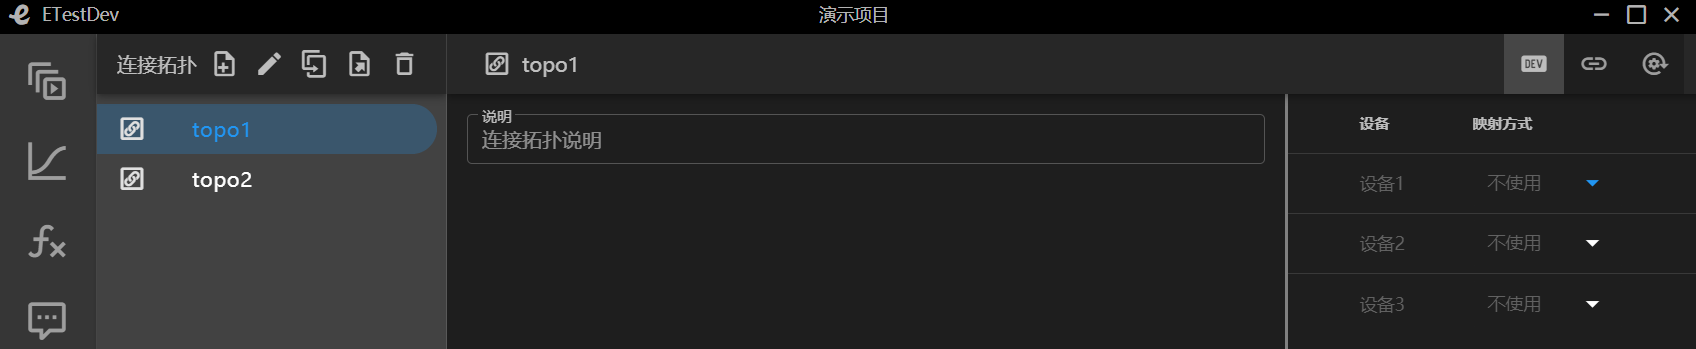 ETestDev
演示项目
连接拓扑
topo1
DEV
topo1
topo2
说明
连接拓扑说明
设备 映射方式
设备1 不使用
设备2 不使用
设备3 不使用